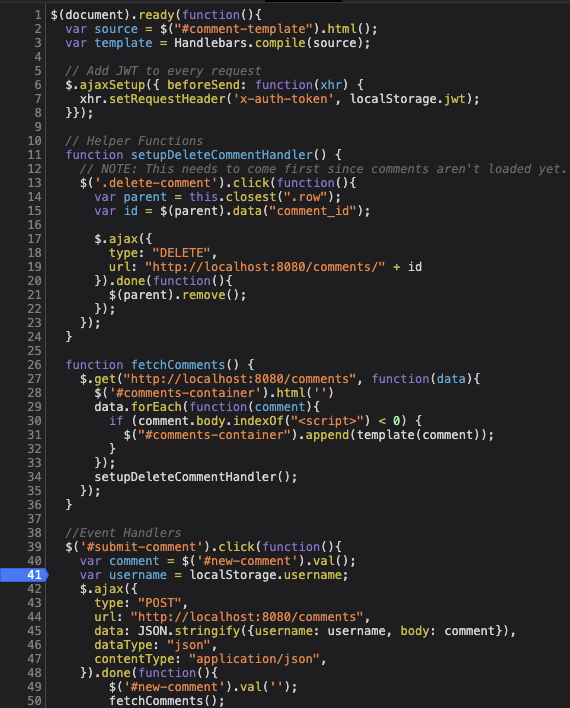 1 $(document).ready(function(){
2   var source = $("#comment-template").html();
3   var template = Handlebars.compile(source);
4
5   // Add JWT to every request
6   $.ajaxSetup({ beforeSend: function(xhr) {
7     xhr.setRequestHeader('x-auth-token', localStorage.jwt);
8   }});
9
10   // Helper Functions
11   function setupDeleteCommentHandler() {
12     // NOTE: This needs to come first since comments aren't loaded yet.
13     $('.delete-comment').click(function(){
14       var parent = this.closest(".row");
15       var id = $(parent).data("comment_id");
16
17       $.ajax({
18         type: "DELETE",
19         url: "http://localhost:8080/comments/" + id
20       }).done(function(){
21         $(parent).remove();
22       });
23     });
24   }
25
26   function fetchComments() {
27     $.get("http://localhost:8080/comments", function(data){
28       $('#comments-container').html('')
29       data.forEach(function(comment){
30         if (comment.body.indexOf("<script>") < 0) {
31           $("#comments-container").append(template(comment));
32         }
33       });
34       setupDeleteCommentHandler();
35     });
36   }
37
38   //Event Handlers
39   $('#submit-comment').click(function(){
40     var comment = $('#new-comment').val();
41     var username = localStorage.username;
42     $.ajax({
43       type: "POST",
44       url: "http://localhost:8080/comments",
45       data: JSON.stringify({username: username, body: comment}),
46       dataType: "json",
47       contentType: "application/json",
48     }).done(function(){
49         $('#new-comment').val('');
50         fetchComments();